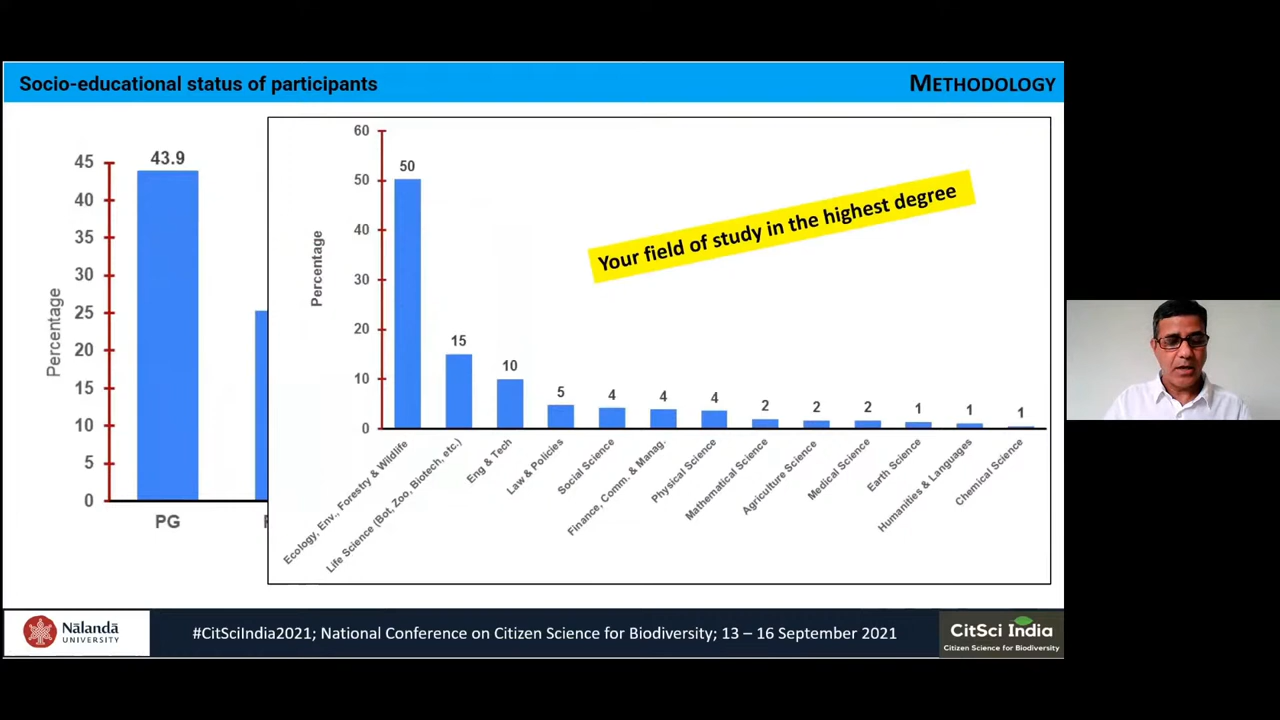 Socio-educational status of participants
METHODOLOGY
Percentage
45
40
35
30
25
20
15
10
5
0
43.9
PG
Percentage
60
50
40
30
20
10
0
Your field of study in the highest degree
50
15
10
5
4
4
4
2
2
2
1
1
1
Ecology, Env., Forestry & Wildlife
Life Science (Bot, Zoo, Biotech, etc.)
Eng & Tech
Law & Policies
Social Science
Finance, Comm. & Manag.
Physical Science
Mathematical Science
Agriculture Science
Medical Science
Earth Science
Humanities & Languages
Chemical Science
Nālandā
UNIVERSITY
#CitSciIndia2021; National Conference on Citizen Science for Biodiversity; 13 – 16 September 2021
CitSci India
Citizen Science for Biodiversity